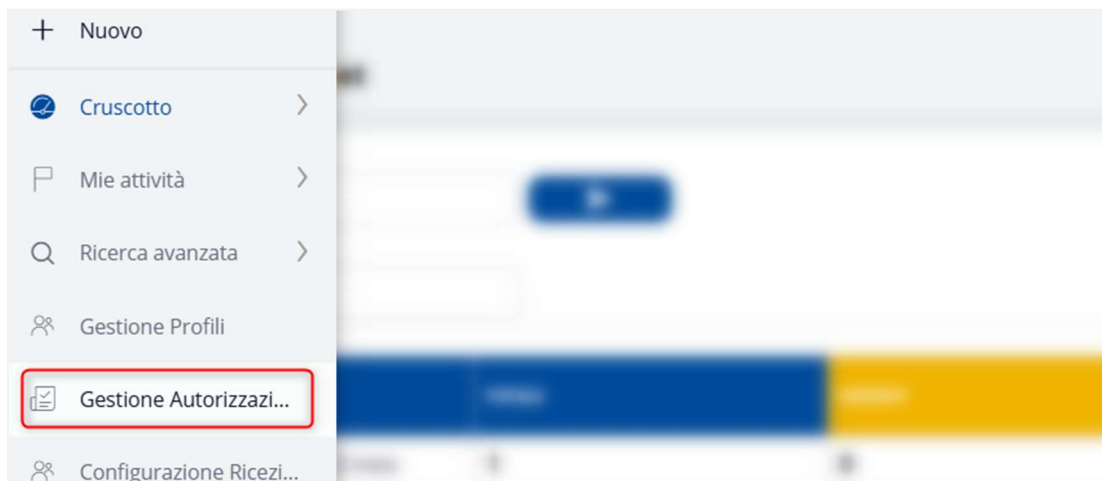 Nuovo
Cruscotto
Mie attività
Ricerca avanzata
Gestione Profili
Gestione Autorizzazi...
Configurazione Ricezi...